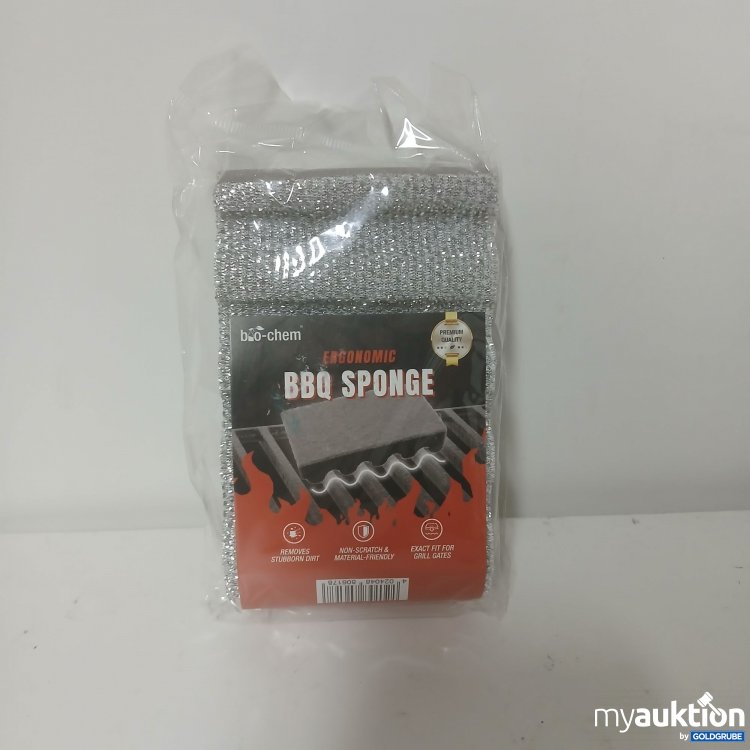 bio-chem®
PREMIUM
QUALITY
ERGONOMIC
BBQ SPONGE
REMOVES
STUBBORN DIRT
NON-SCRATCH &
MATERIAL-FRIENDLY
EXACT FIT FOR
GRILL GATES
myauktion
by GOLDGRUBE